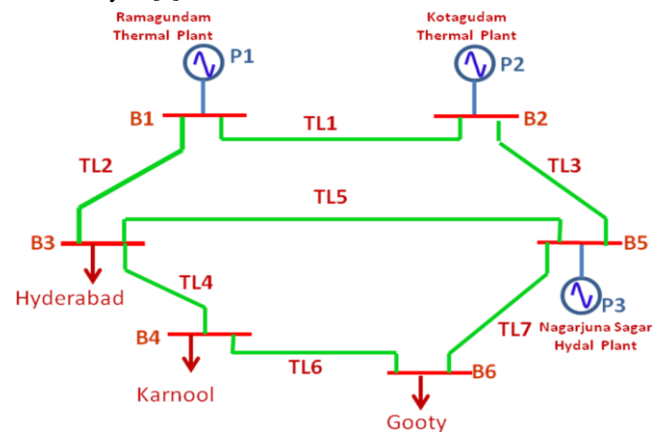 Ramagundam
Thermal Plant
Kotagudam
Thermal Plant
P1
P2
B1
TL1
B2
TL2
TL3
TL5
B3
B5
Hyderabad
TL4
P3
Nagarjuna Sagar
Hydal Plant
B4
TL7
TL6
B6
Karnool
Gooty